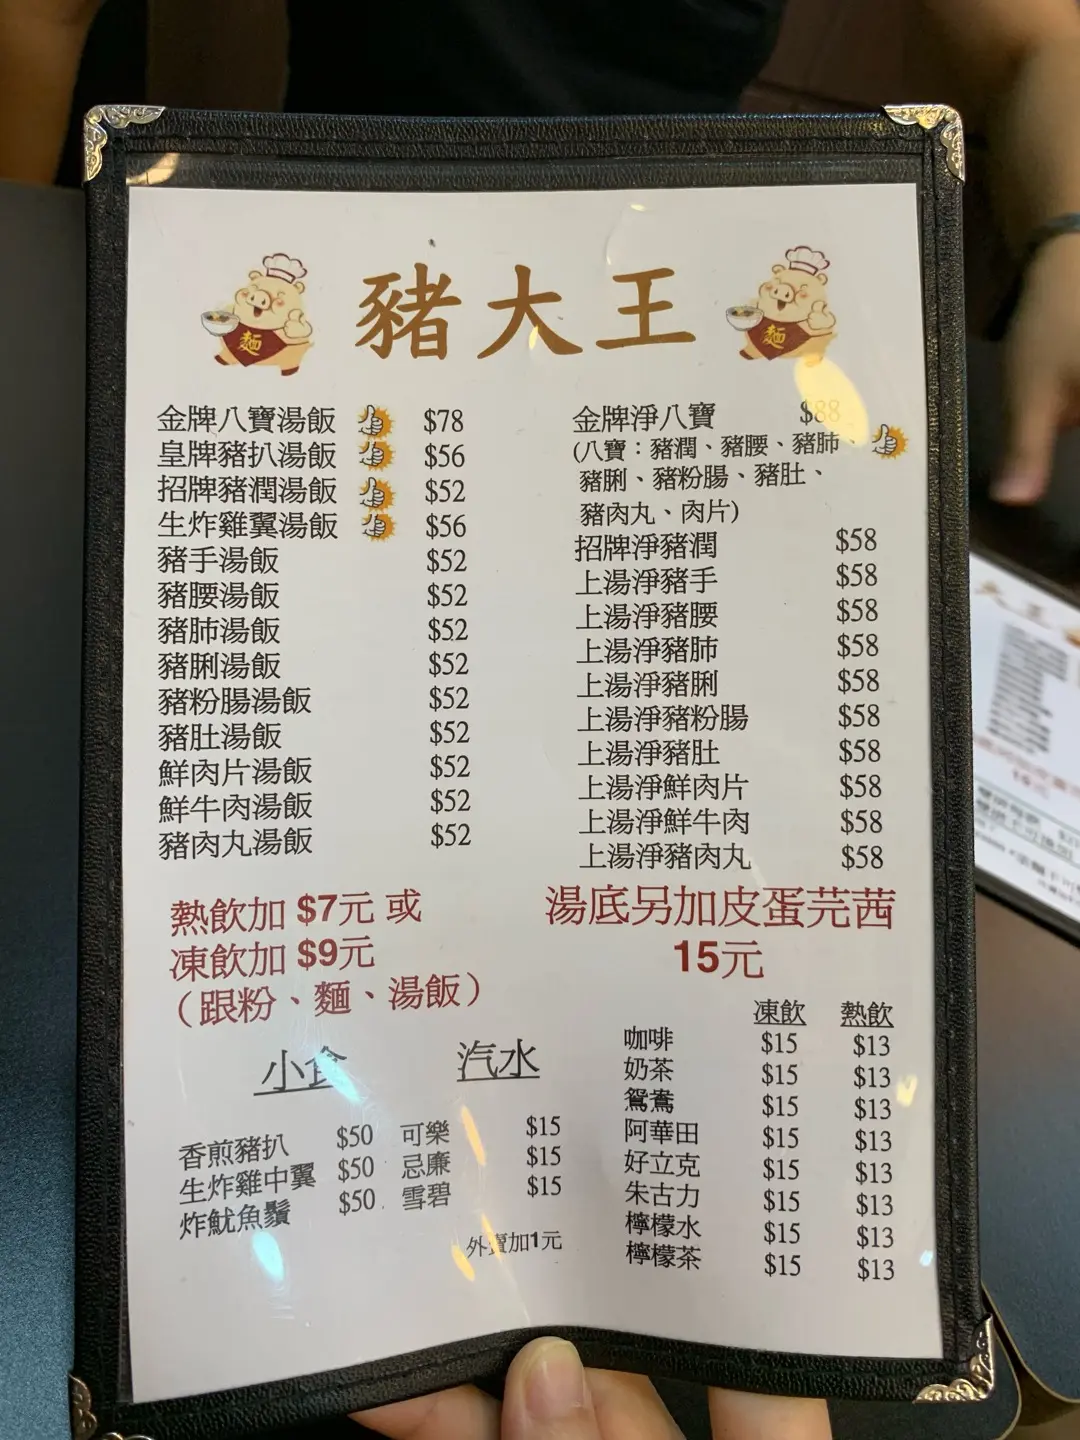 豬大王
麵
麵
金牌八寶湯飯 $78
皇牌豬扒湯飯 $56
招牌豬潤湯飯 $52
生炸雞翼湯飯 $56
豬手湯飯 $52
豬腰湯飯 $52
豬肺湯飯 $52
豬脷湯飯 $52
豬粉腸湯飯 $52
豬肚湯飯 $52
鮮肉片湯飯 $52
鮮牛肉湯飯 $52
豬肉丸湯飯 $52
金牌淨八寶 $88
(八寶：豬潤、豬腰、豬肺、
豬脷、豬粉腸、豬肚、
豬肉丸、肉片)
招牌淨豬潤 $58
上湯淨豬手 $58
上湯淨豬腰 $58
上湯淨豬肺 $58
上湯淨豬脷 $58
上湯淨豬粉腸 $58
上湯淨豬肚 $58
上湯淨鮮肉片 $58
上湯淨鮮牛肉 $58
上湯淨豬肉丸 $58
熱飲加 $7元 或
凍飲加 $9元
（跟粉、麵、湯飯）
湯底另加皮蛋芫茜
15元
小食
香煎豬扒 $50
生炸雞中翼 $50
炸魷魚鬚 $50
汽水
可樂 $15
忌廉 $15
雪碧 $15
外賣加1元
凍飲 熱飲
咖啡 $15 $13
奶茶 $15 $13
鴛鴦 $15 $13
阿華田 $15 $13
好立克 $15 $13
朱古力 $15 $13
檸檬水 $15 $13
檸檬茶 $15 $13
大王